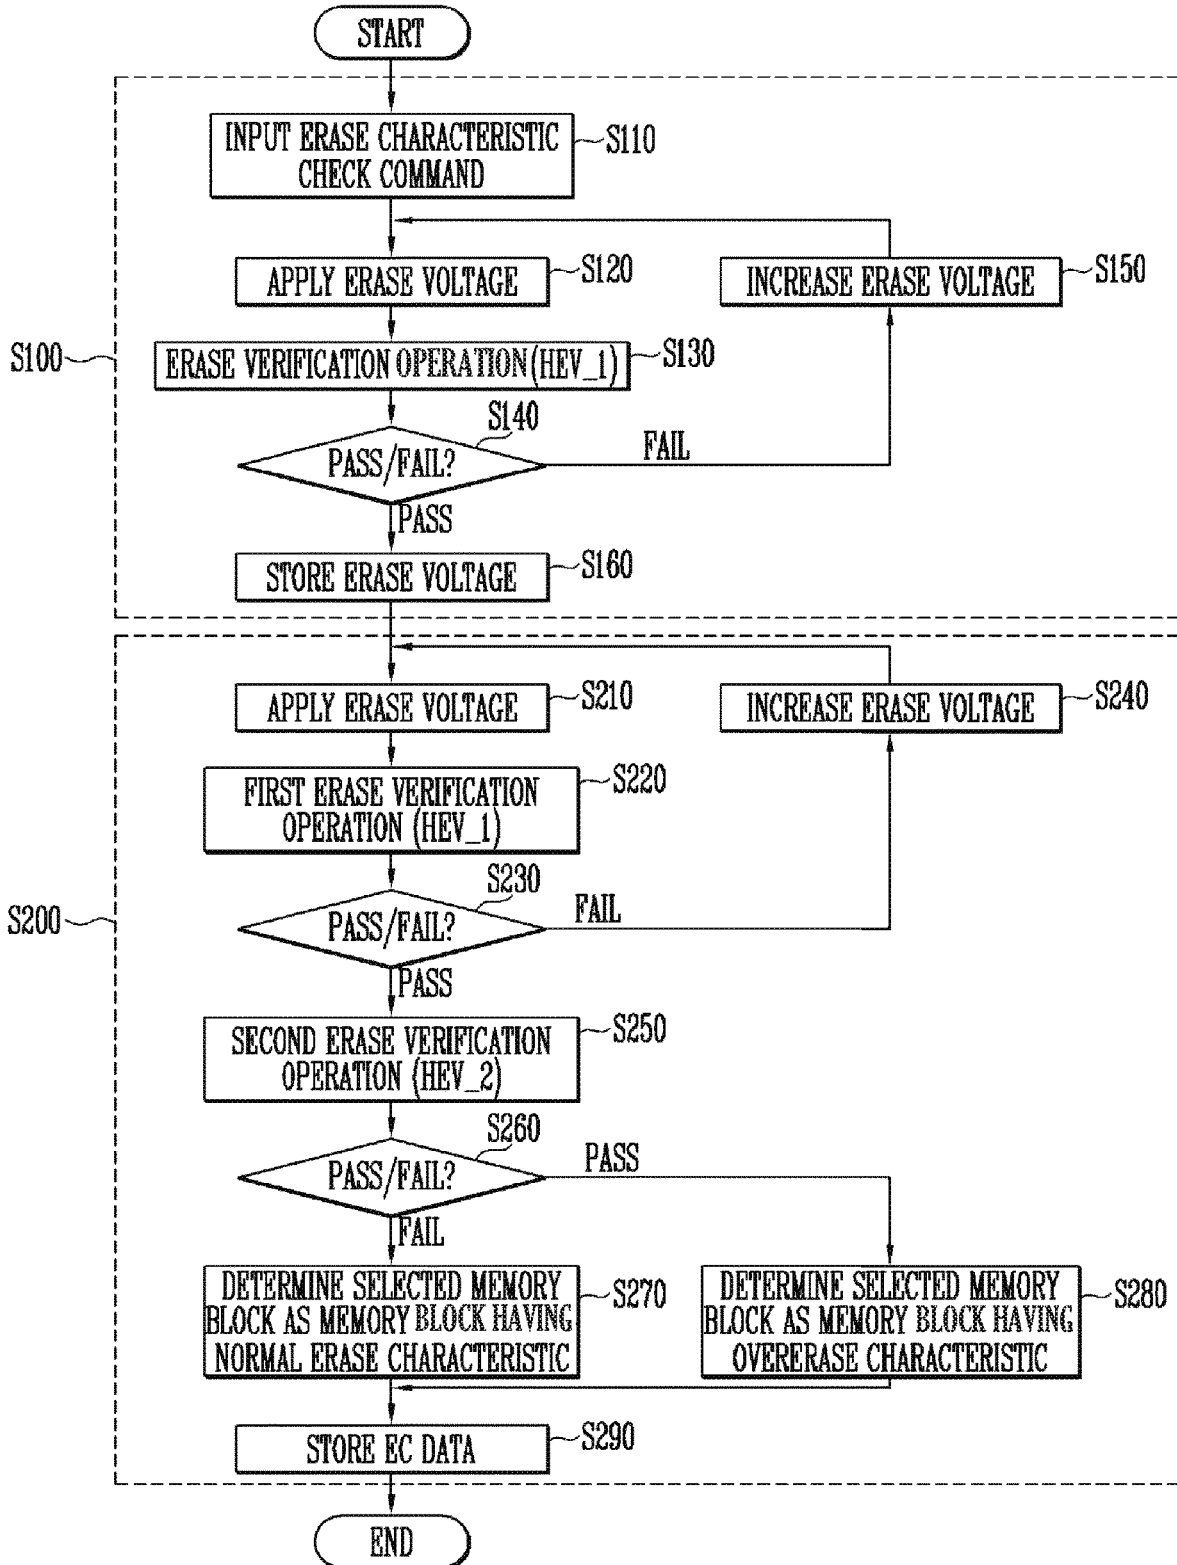 START
INPUT ERASE CHARACTERISTIC
CHECK COMMAND
S110
APPLY ERASE VOLTAGE
S120
INCREASE ERASE VOLTAGE
S150
S100
ERASE VERIFICATION OPERATION (HEV_1)
S130
S140
PASS/FAIL?
FAIL
PASS
STORE ERASE VOLTAGE
S160
APPLY ERASE VOLTAGE
S210
INCREASE ERASE VOLTAGE
S240
FIRST ERASE VERIFICATION
OPERATION (HEV_1)
S220
S230
PASS/FAIL?
FAIL
S200
PASS
SECOND ERASE VERIFICATION
OPERATION (HEV_2)
S250
S260
PASS/FAIL?
PASS
FAIL
DETERMINE SELECTED MEMORY
BLOCK AS MEMORY BLOCK HAVING
NORMAL ERASE CHARACTERISTIC
S270
DETERMINE SELECTED MEMORY
BLOCK AS MEMORY BLOCK HAVING
OVERERASE CHARACTERISTIC
S280
STORE EC DATA
S290
END